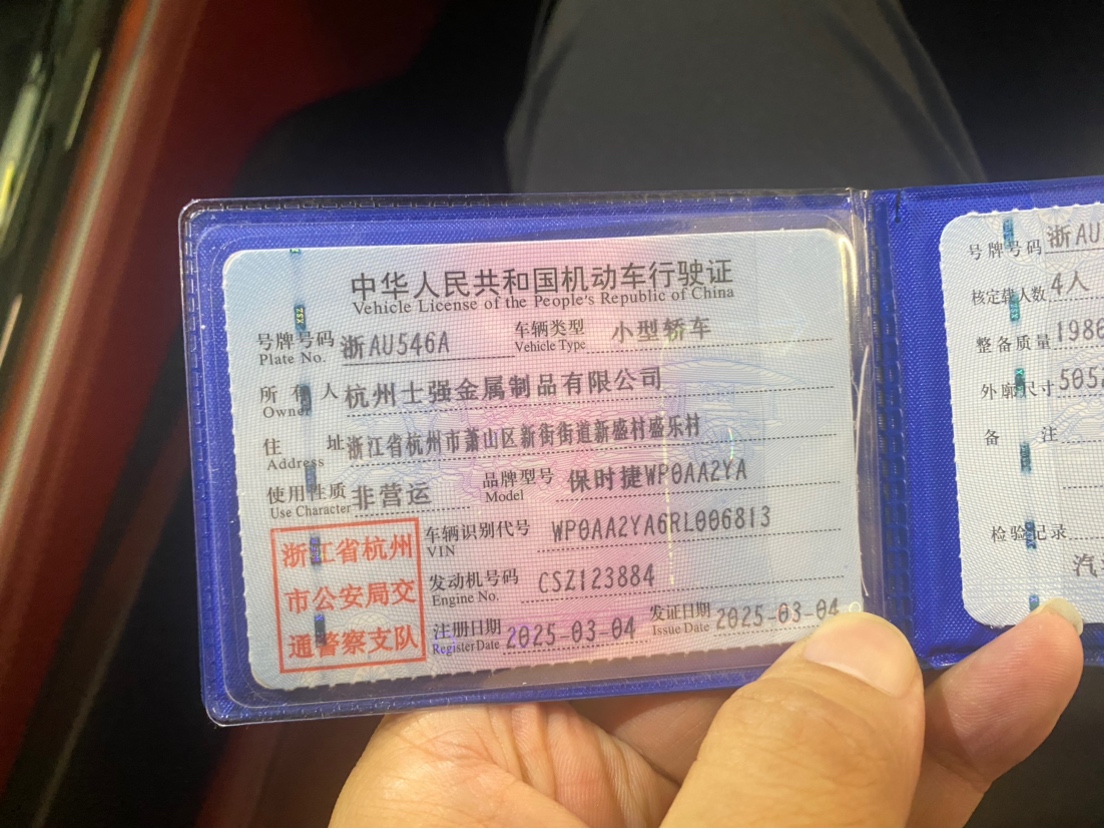 中华人民共和国机动车行驶证
Vehicle License of the People's Republic of China
号牌号码 浙AU546A 车辆类型 小型轿车
Plate No. Vehicle Type
所有人 杭州士强金属制品有限公司
Owner
住址 浙江省杭州市萧山区新街街道新盛村盛乐村
Address
使用性质 非营运 品牌型号 保时捷WP0AA2YA
Use Character Model
浙江省杭州
市公安局交
通警察支队
车辆识别代号 WP0AA2YA6RL006813
VIN
发动机号码 CSZ123884
Engine No.
注册日期 2025-03-04 发证日期 2025-03-04
Register Date Issue Date
号牌号码 浙AU
核定载人数 4人
整备质量 1986
外廓尺寸 505
备注
检验记录
汽